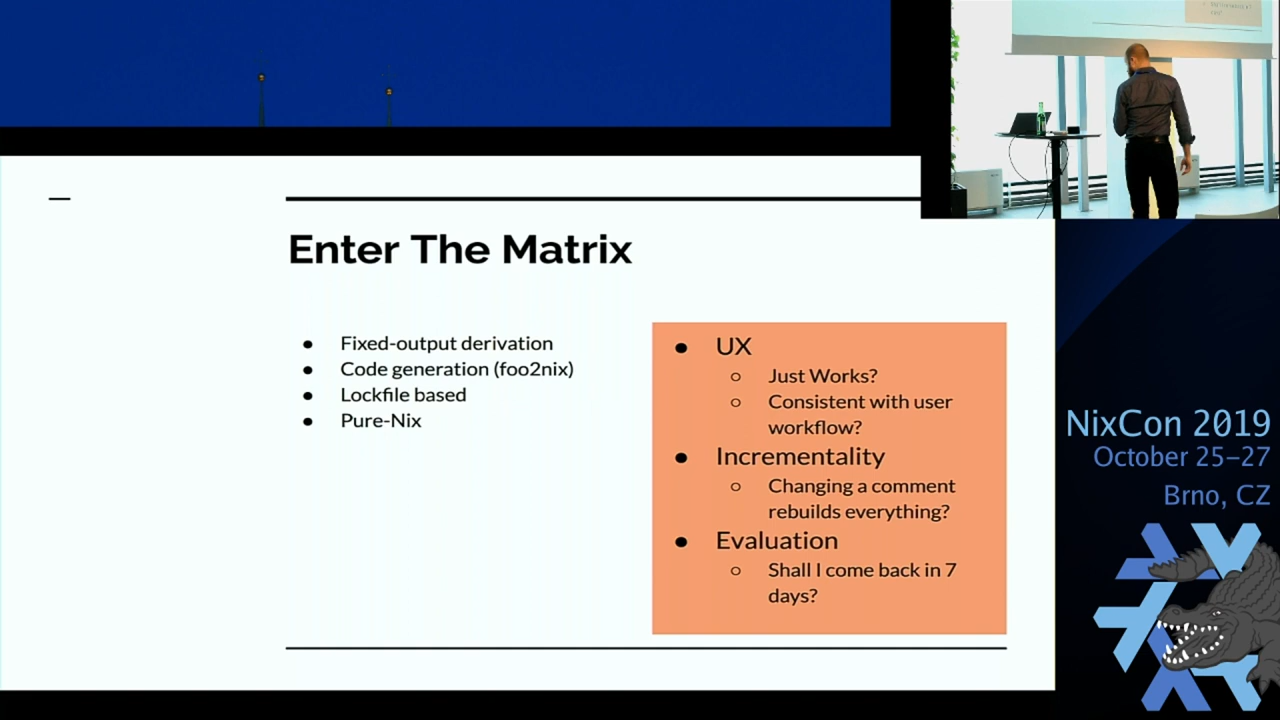 Enter The Matrix
● Fixed-output derivation
● Code generation (foo2nix)
● Lockfile based
● Pure-Nix
● UX
○ Just Works?
○ Consistent with user
workflow?
● Incrementality
○ Changing a comment
rebuilds everything?
● Evaluation
○ Shall I come back in 7
days?
NixCon 2019
October 25–27
Brno, CZ